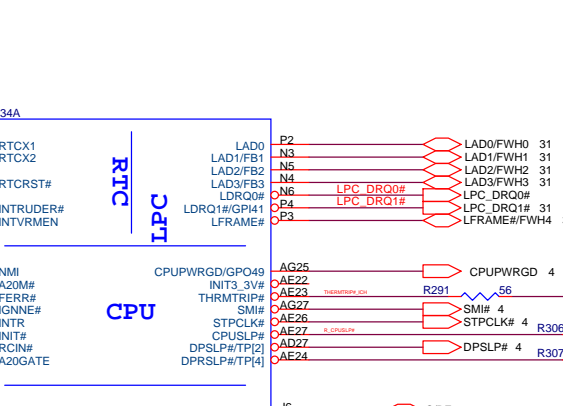 34A
RTCX1 LAD0 P2 LAD0/FWH0 31
RTCX2 LAD1/FB1 N3 LAD1/FWH1 31
LAD2/FB2 N5 LAD2/FWH2 31
RTCRST# LAD3/FB3 N4 LAD3/FWH3 31
RTC
LPC
LDRQ0# N6 LPC_DRQ0# LPC_DRQ0#
INTRUDER# LDRQ1#/GPI41 P4 LPC_DRQ1# LPC_DRQ1# 31
INTVRMEN LFRAME# P3 LFRAME#/FWH4
NMI CPUPWRGD/GPO49 AG25 CPUPWRGD 4
A20M# INIT3_3V# AE22
FERR# THRMTRIP# AE23 THERMTRIP#_ICH R291 56
IGNNE# SMI# AG27 SMI# 4
CPU
INTR STPCLK# AE26 STPCLK# 4
INIT# CPUSLP# AE27 R_CPUSLP# R306
RCIN# DPSLP#/TP[2] AD27 DPSLP# 4
A20GATE DPRSLP#/TP[4] AE24 R307